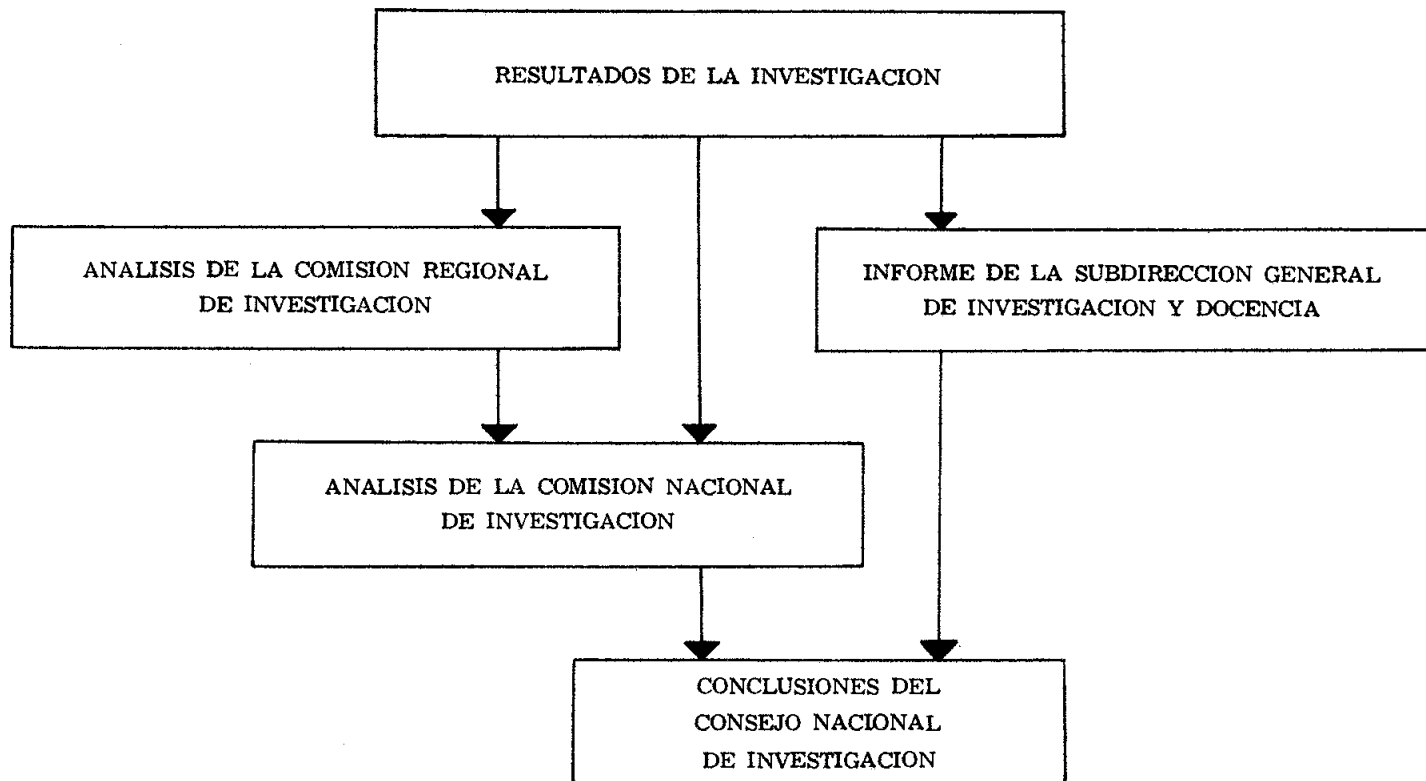 RESULTADOS DE LA INVESTIGACION
ANALISIS DE LA COMISION REGIONAL
DE INVESTIGACION
INFORME DE LA SUBDIRECCION GENERAL
DE INVESTIGACION Y DOCENCIA
ANALISIS DE LA COMISION NACIONAL
DE INVESTIGACION
CONCLUSIONES DEL
CONSEJO NACIONAL
DE INVESTIGACION